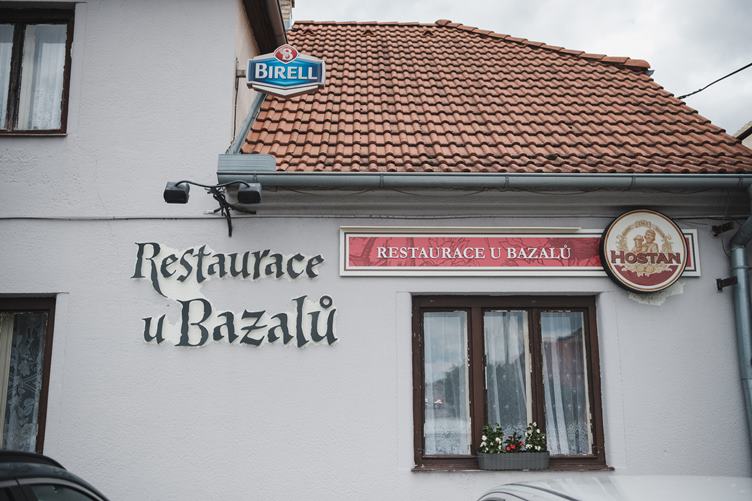 BIRELL
Restaurace
u Bazalů
RESTAURACE U BAZALŮ
HOSTAN